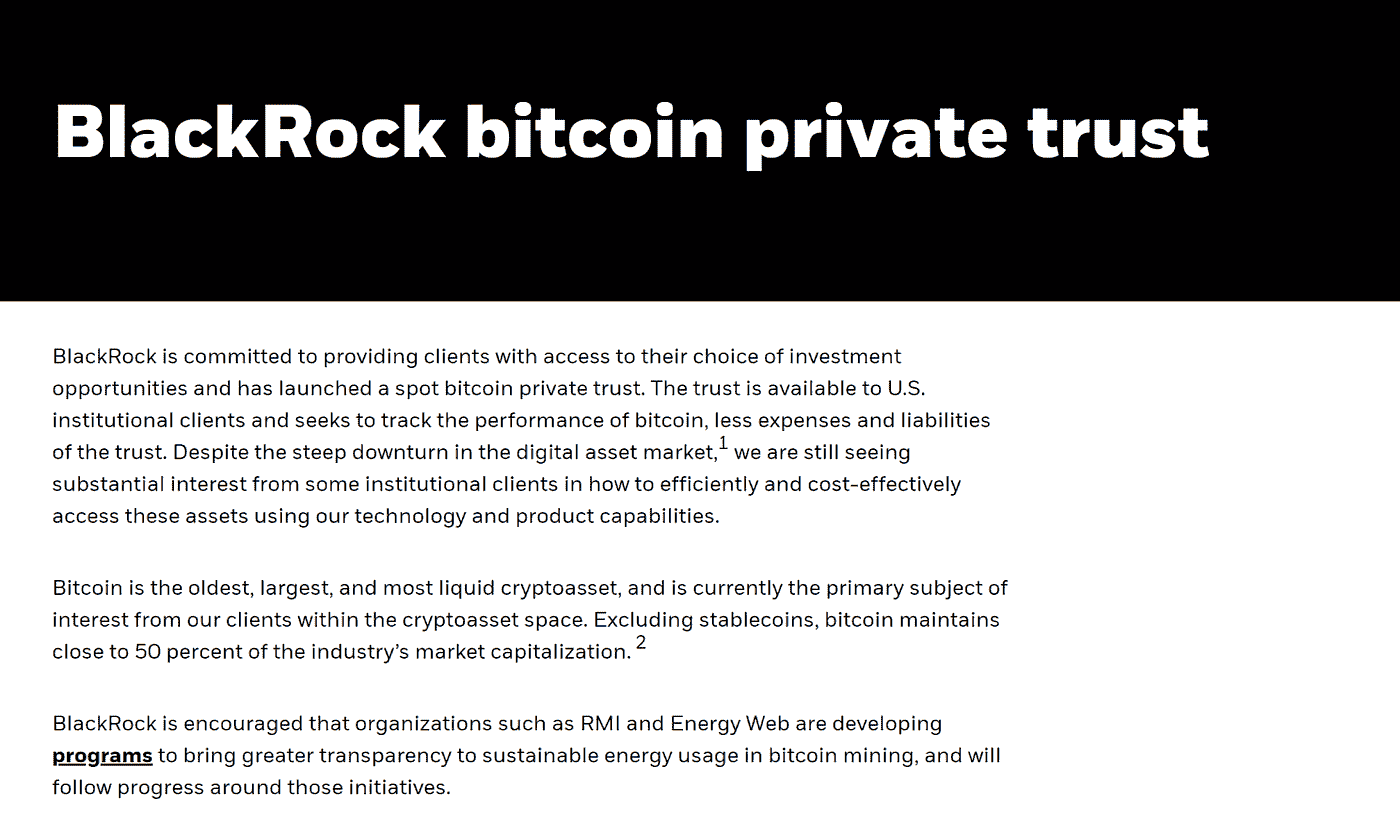 BlackRock bitcoin private trust
BlackRock is committed to providing clients with access to their choice of investment
opportunities and has launched a spot bitcoin private trust. The trust is available to U.S.
institutional clients and seeks to track the performance of bitcoin, less expenses and liabilities
of the trust. Despite the steep downturn in the digital asset market,1 we are still seeing
substantial interest from some institutional clients in how to efficiently and cost-effectively
access these assets using our technology and product capabilities.
Bitcoin is the oldest, largest, and most liquid cryptoasset, and is currently the primary subject of
interest from our clients within the cryptoasset space. Excluding stablecoins, bitcoin maintains
close to 50 percent of the industry’s market capitalization. 2
BlackRock is encouraged that organizations such as RMI and Energy Web are developing
programs to bring greater transparency to sustainable energy usage in bitcoin mining, and will
follow progress around those initiatives.